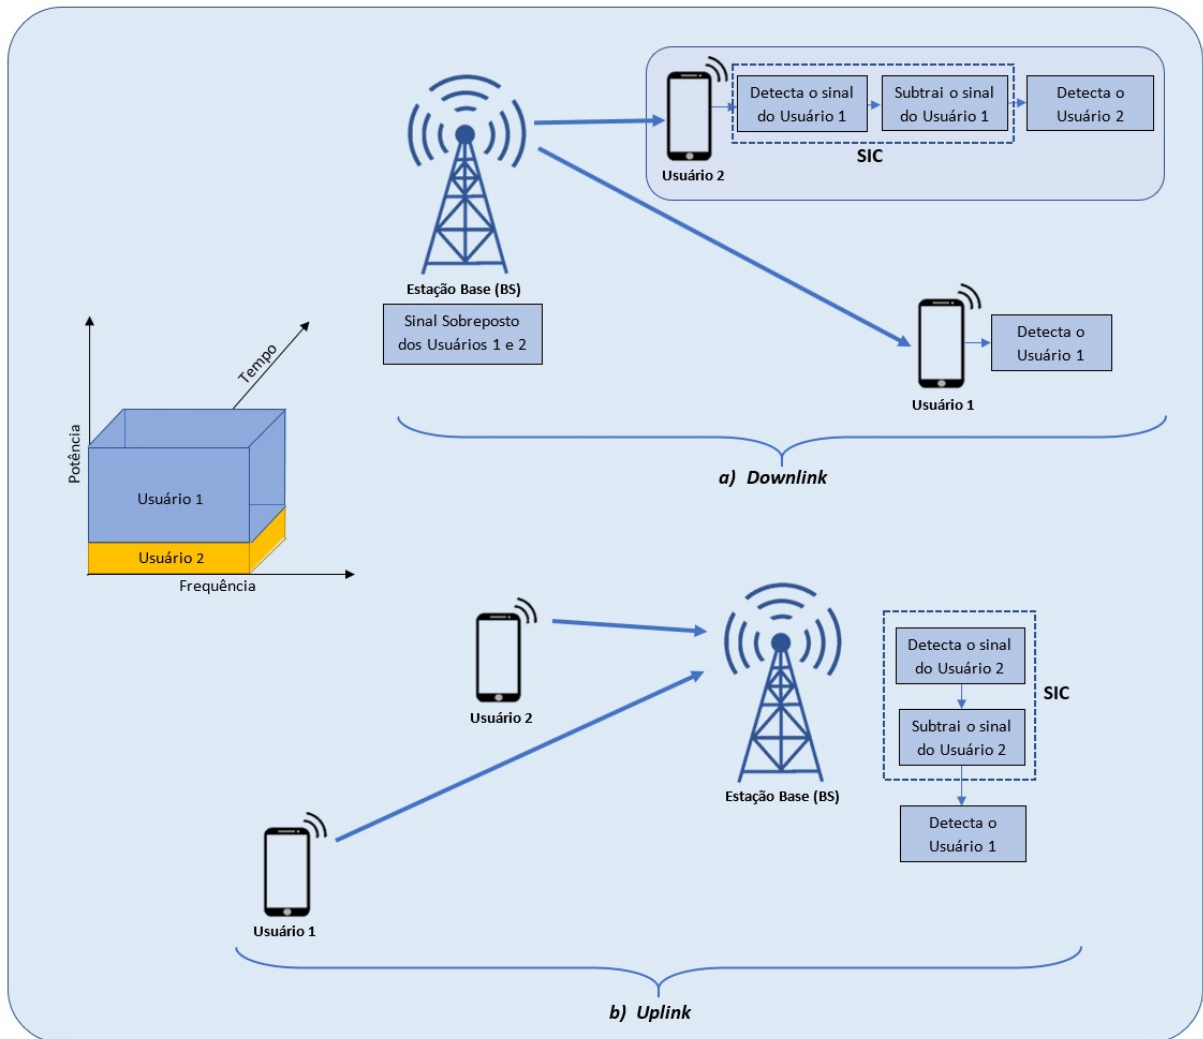 Detecta o sinal
do Usuário 1
Subtrai o sinal
do Usuário 1
Detecta o
Usuário 2
SIC
Usuário 2
Estação Base (BS)
Sinal Sobreposto
dos Usuários 1 e 2
Detecta o
Usuário 1
Usuário 1
a) Downlink
Potência
Tempo
Usuário 1
Usuário 2
Frequência
Usuário 2
Usuário 1
Estação Base (BS)
Detecta o sinal
do Usuário 2
SIC
Subtrai o sinal
do Usuário 2
Detecta o
Usuário 1
b) Uplink